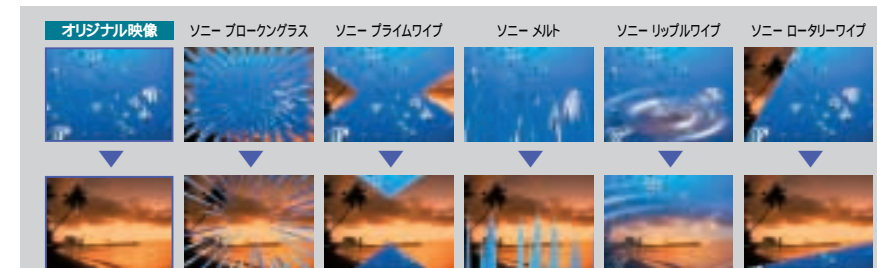 オリジナル映像 ソニー ブロークングラス ソニー プライムワイプ ソニー メルト ソニー リップルワイプ ソニー ロータリーワイプ